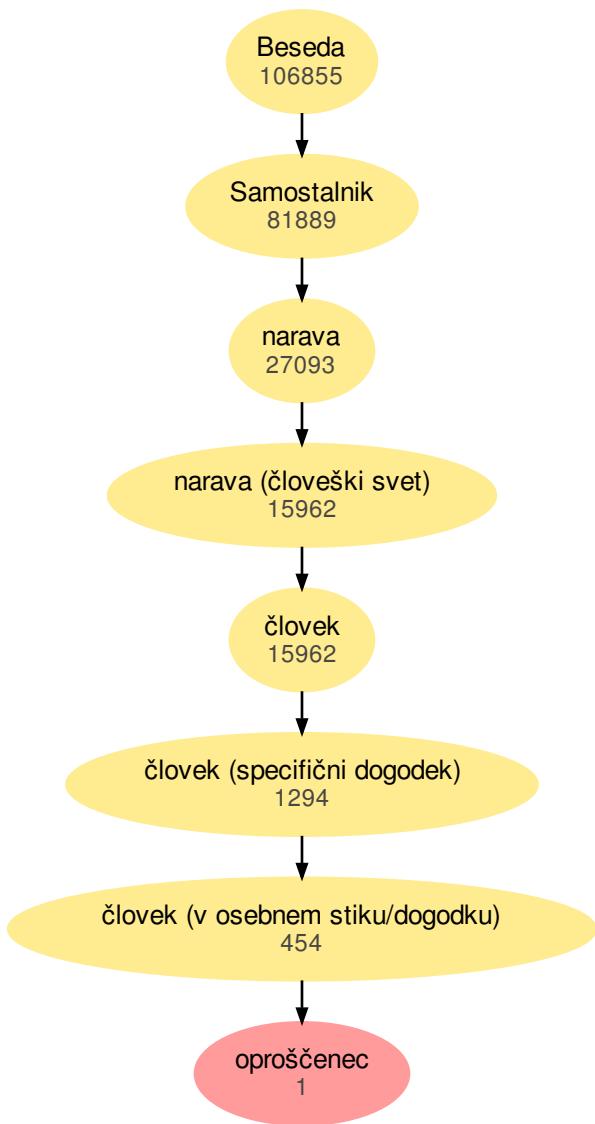 Beseda
106855
Samostalnik
81889
narava
27093
narava (človeški svet)
15962
človek
15962
človek (specifični dogodek)
1294
človek (v osebnem stiku/dogodku)
454
oproščenec
1